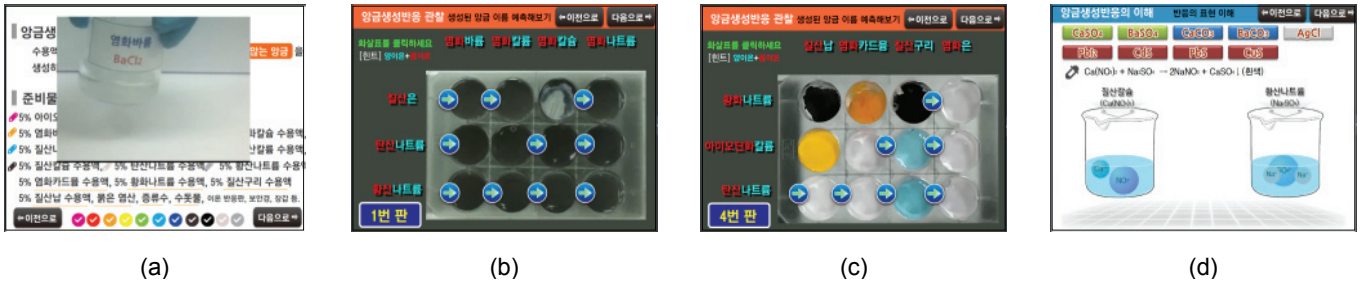 앙금생
수용액
않는 앙금 을
생성하
염화바륨
BaCl₂
준비물
5% 아이오
5% 염화바
화칼슘 수용액,
5% 질산나
산칼륨 수용액,
5% 질산칼슘 수용액, 5% 탄산나트륨 수용액, 5% 황산나트륨 수용액
5% 염화카드뮴 수용액, 5% 황화나트륨 수용액, 5% 질산구리 수용액
5% 질산납 수용액, 묽은 염산, 증류수, 수돗물, 이온 반응판, 보안경, 장갑 등.
이전으로
다음으로
(a)
앙금생성반응 관찰 생성된 앙금 이름 예측해보기 이전으로 다음으로
화살표를 클릭하세요
[힌트] 양이온+음이온
염화바륨 염화칼륨 염화칼슘 염화나트륨
질산은
탄산나트륨
황산나트륨
1번 판
(b)
앙금생성반응 관찰 생성된 앙금 이름 예측해보기 이전으로 다음으로
화살표를 클릭하세요
[힌트] 양이온+음이온
질산납 염화카드뮴 질산구리 염화은
황화나트륨
아이오딘화칼륨
탄산나트륨
4번 판
(c)
앙금생성반응의 이해 반응의 표현 이해 이전으로 다음으로
CaSO₄ BaSO₄ CaCO₃ BaCO₃ AgCl
PbI₂ CdS PbS CuS
Ca(NO₃)₂ + Na₂SO₄ → 2NaNO₃ + CaSO₄↓(흰색)
질산칼슘
(Ca(NO₃)₂)
황산나트륨
(Na₂SO₄)
(d)